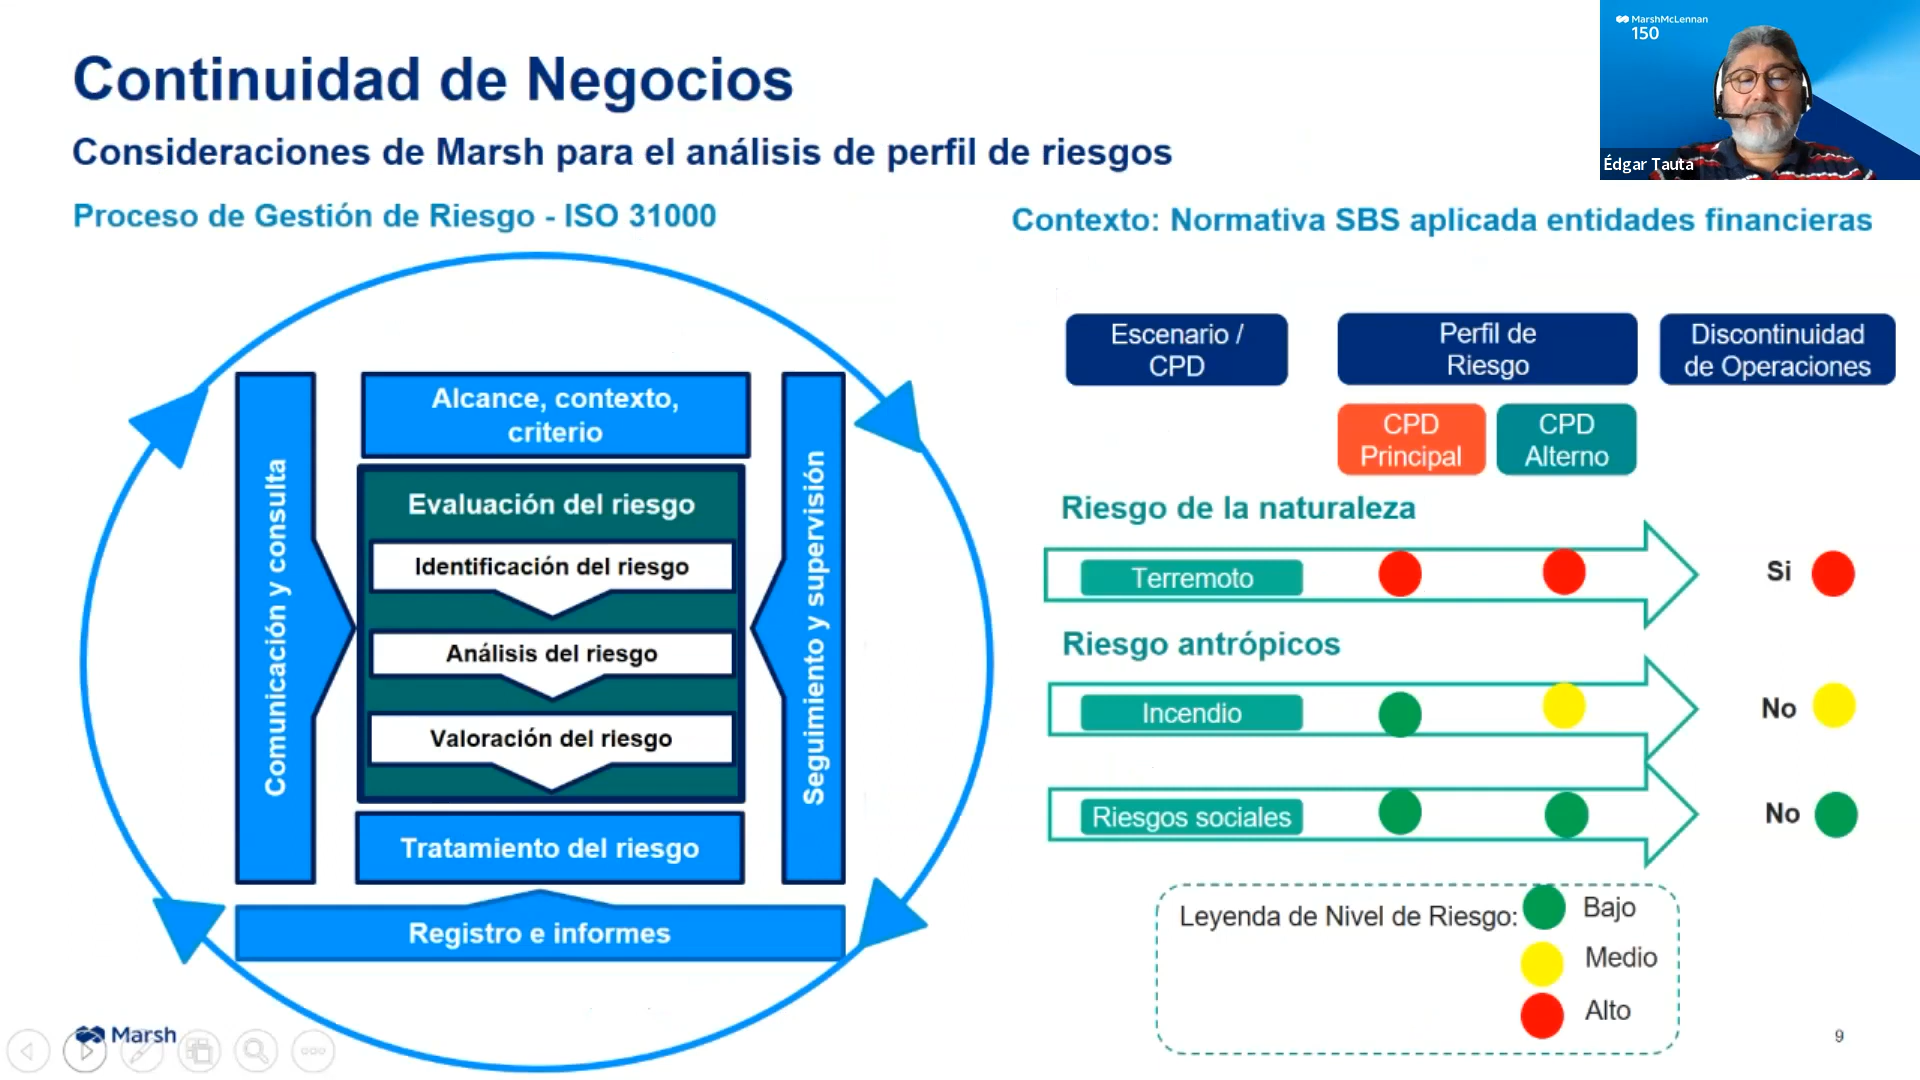 Continuidad de Negocios
Consideraciones de Marsh para el análisis de perfil de riesgos
MarshMcLennan
150
Édgar Tauta
Proceso de Gestión de Riesgo - ISO 31000
Comunicación y consulta
Alcance, contexto,
criterio
Evaluación del riesgo
Identificación del riesgo
Análisis del riesgo
Valoración del riesgo
Tratamiento del riesgo
Seguimiento y supervisión
Registro e informes
Contexto: Normativa SBS aplicada entidades financieras
Escenario /
CPD
Perfil de
Riesgo
Discontinuidad
de Operaciones
CPD
Principal
CPD
Alterno
Riesgo de la naturaleza
Terremoto
Si
Riesgo antrópicos
Incendio
No
Riesgos sociales
No
Leyenda de Nivel de Riesgo:
Bajo
Medio
Alto
Marsh
9